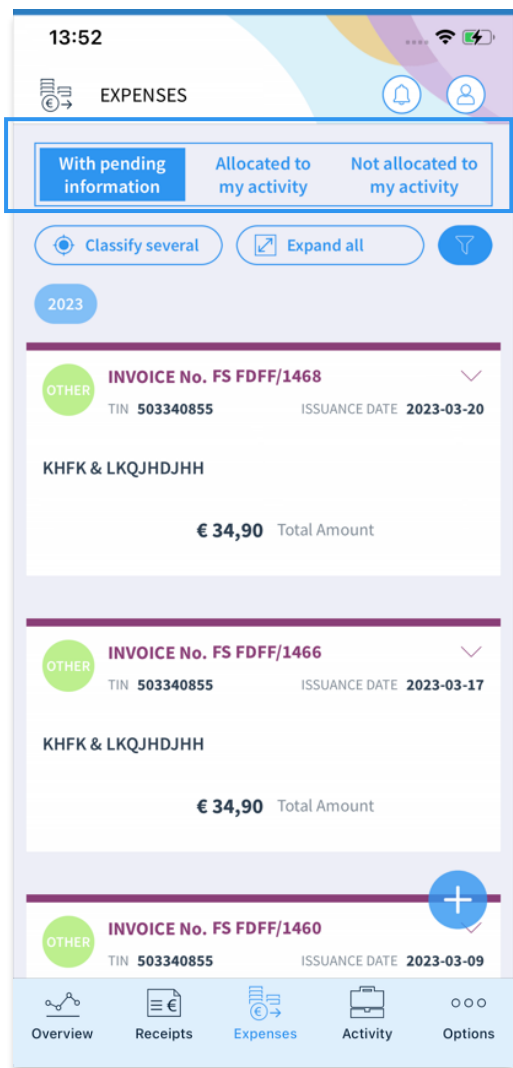 13:52
EXPENSES
With pending information
Allocated to my activity
Not allocated to my activity
Classify several
Expand all
2023
OTHER
INVOICE No. FS FDFF/1468
TIN 503340855 ISSUANCE DATE 2023-03-20
KHFK & LKQJHDJHH
€ 34,90 Total Amount
OTHER
INVOICE No. FS FDFF/1466
TIN 503340855 ISSUANCE DATE 2023-03-17
KHFK & LKQJHDJHH
€ 34,90 Total Amount
OTHER
INVOICE No. FS FDFF/1460
TIN 503340855 ISSUANCE DATE 2023-03-09
Overview Receipts Expenses Activity Options